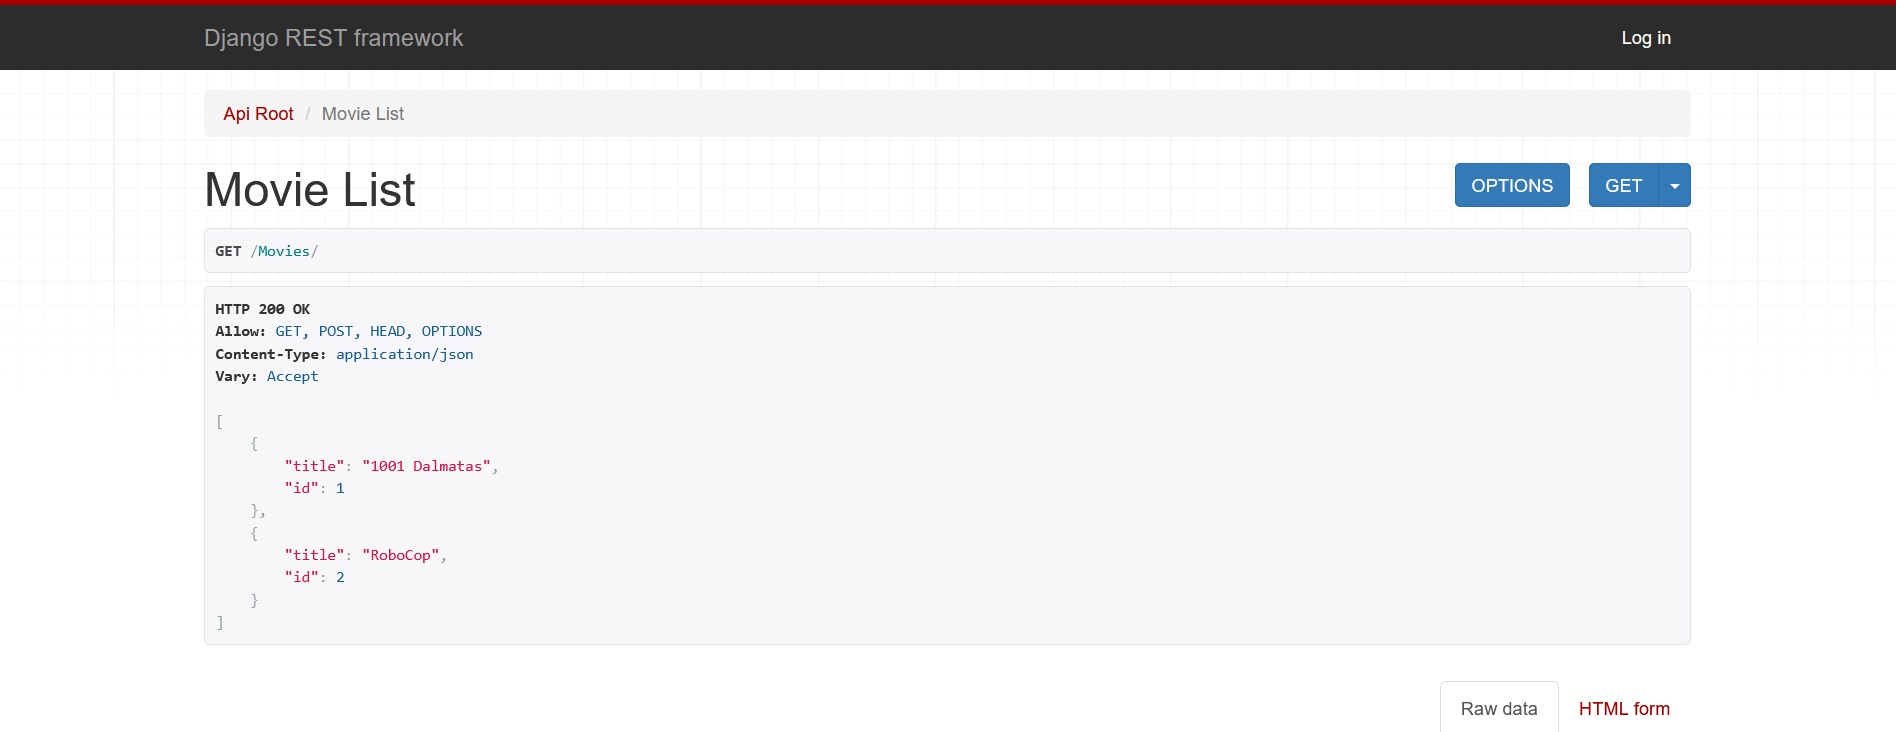 Django REST framework
Log in
Api Root / Movie List
Movie List
OPTIONS
GET
GET /Movies/
HTTP 200 OK
Allow: GET, POST, HEAD, OPTIONS
Content-Type: application/json
Vary: Accept
[
    {
        "title": "1001 Dalmatas",
        "id": 1
    },
    {
        "title": "RoboCop",
        "id": 2
    }
]
Raw data
HTML form